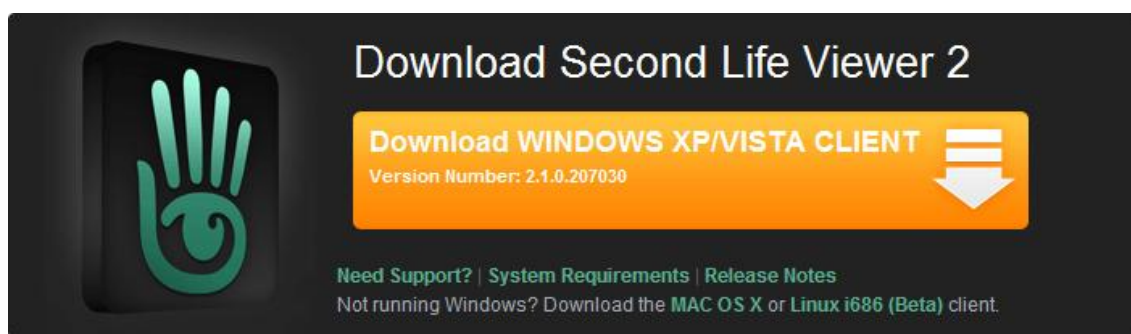 Download Second Life Viewer 2
Download WINDOWS XP/VISTA CLIENT
Version Number: 2.1.0.207030
Need Support? | System Requirements | Release Notes
Not running Windows? Download the MAC OS X or Linux i686 (Beta) client.